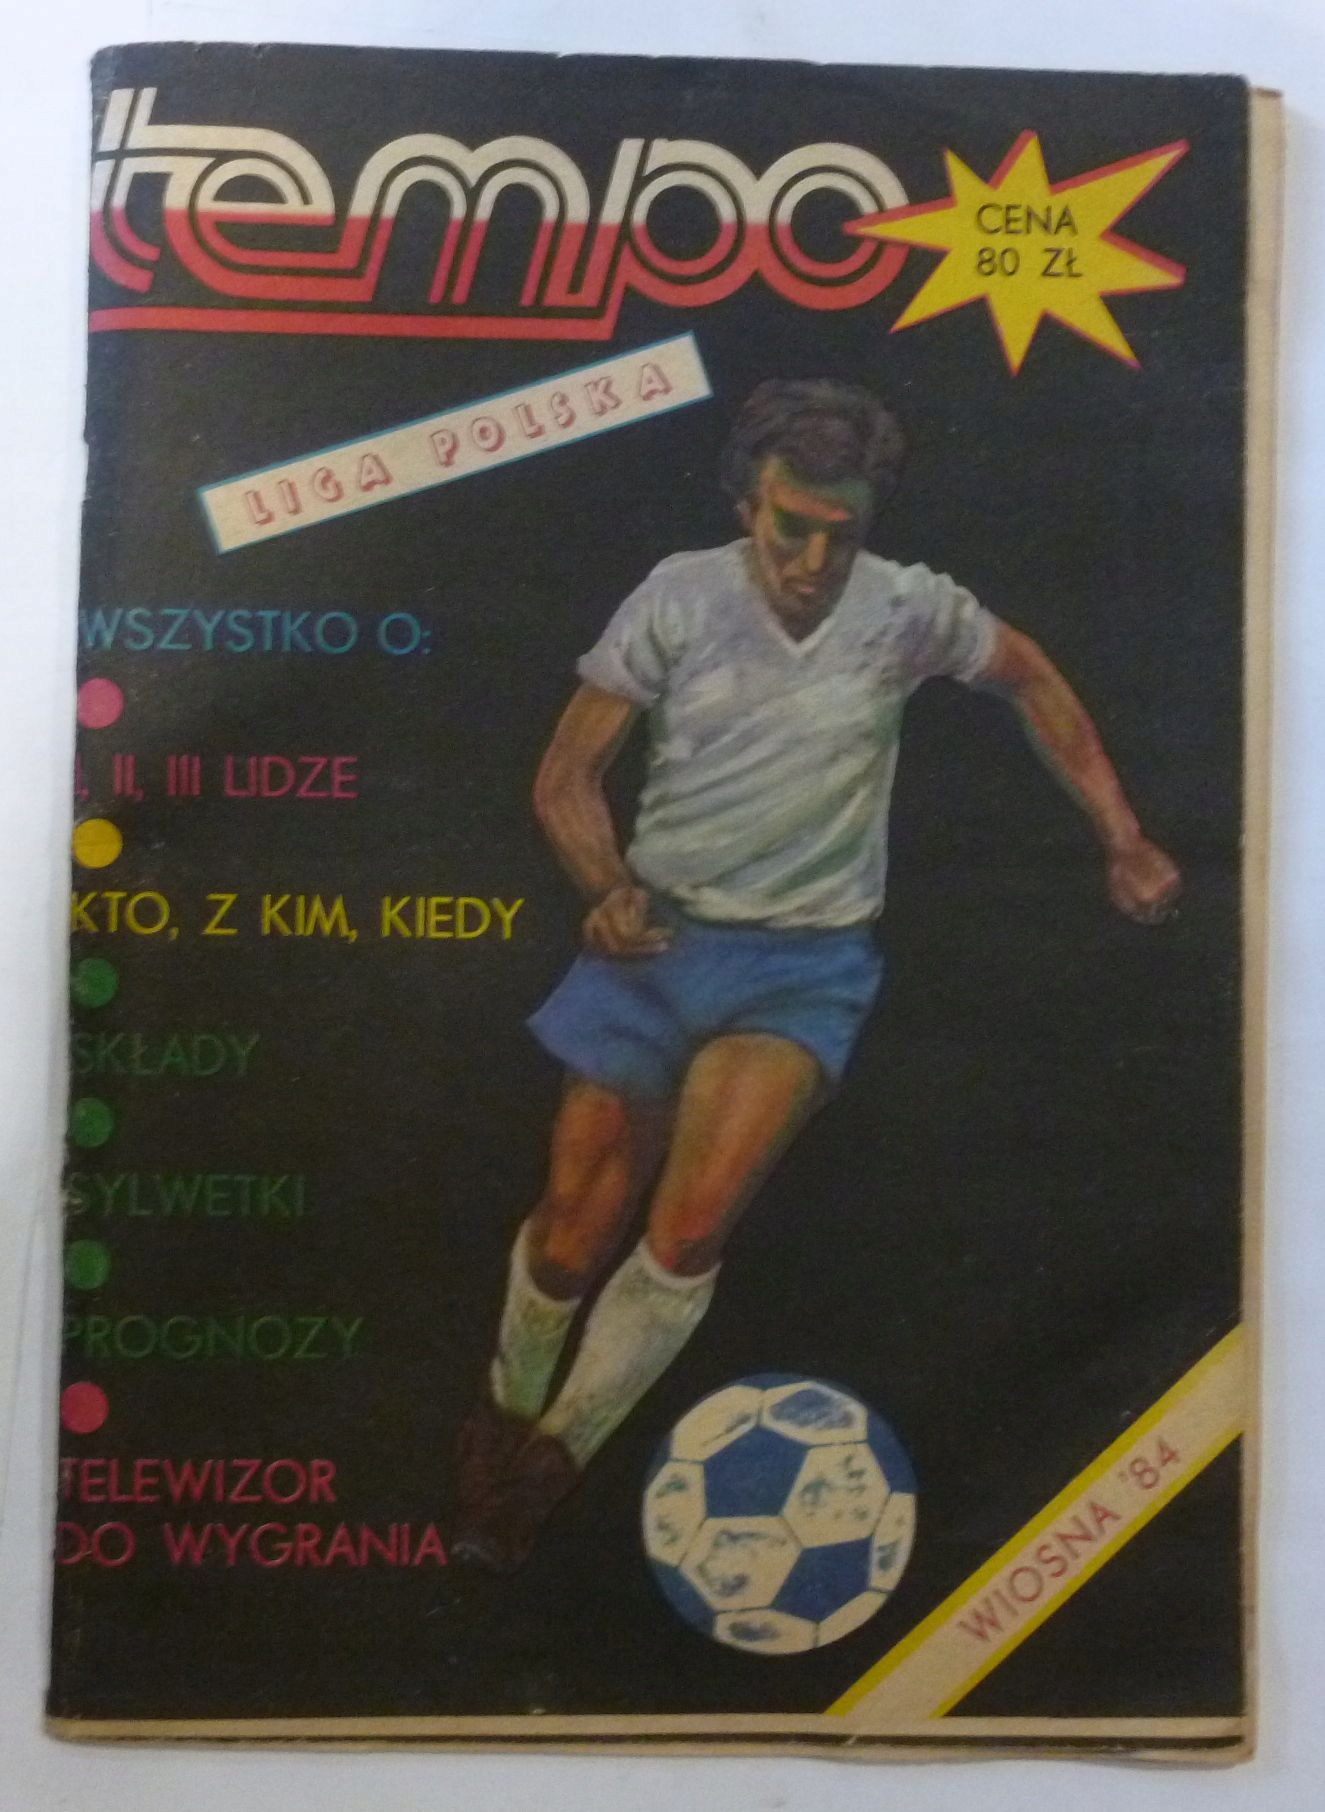 tempo
CENA
80 ZŁ
LIGA POLSKA
WSZYSTKO O:
I, II, III LIDZE
KTO, Z KIM, KIEDY
SKŁADY
SYLWETKI
PROGNOZY
TELEWIZOR
DO WYGRANIA
WIOSNA '84